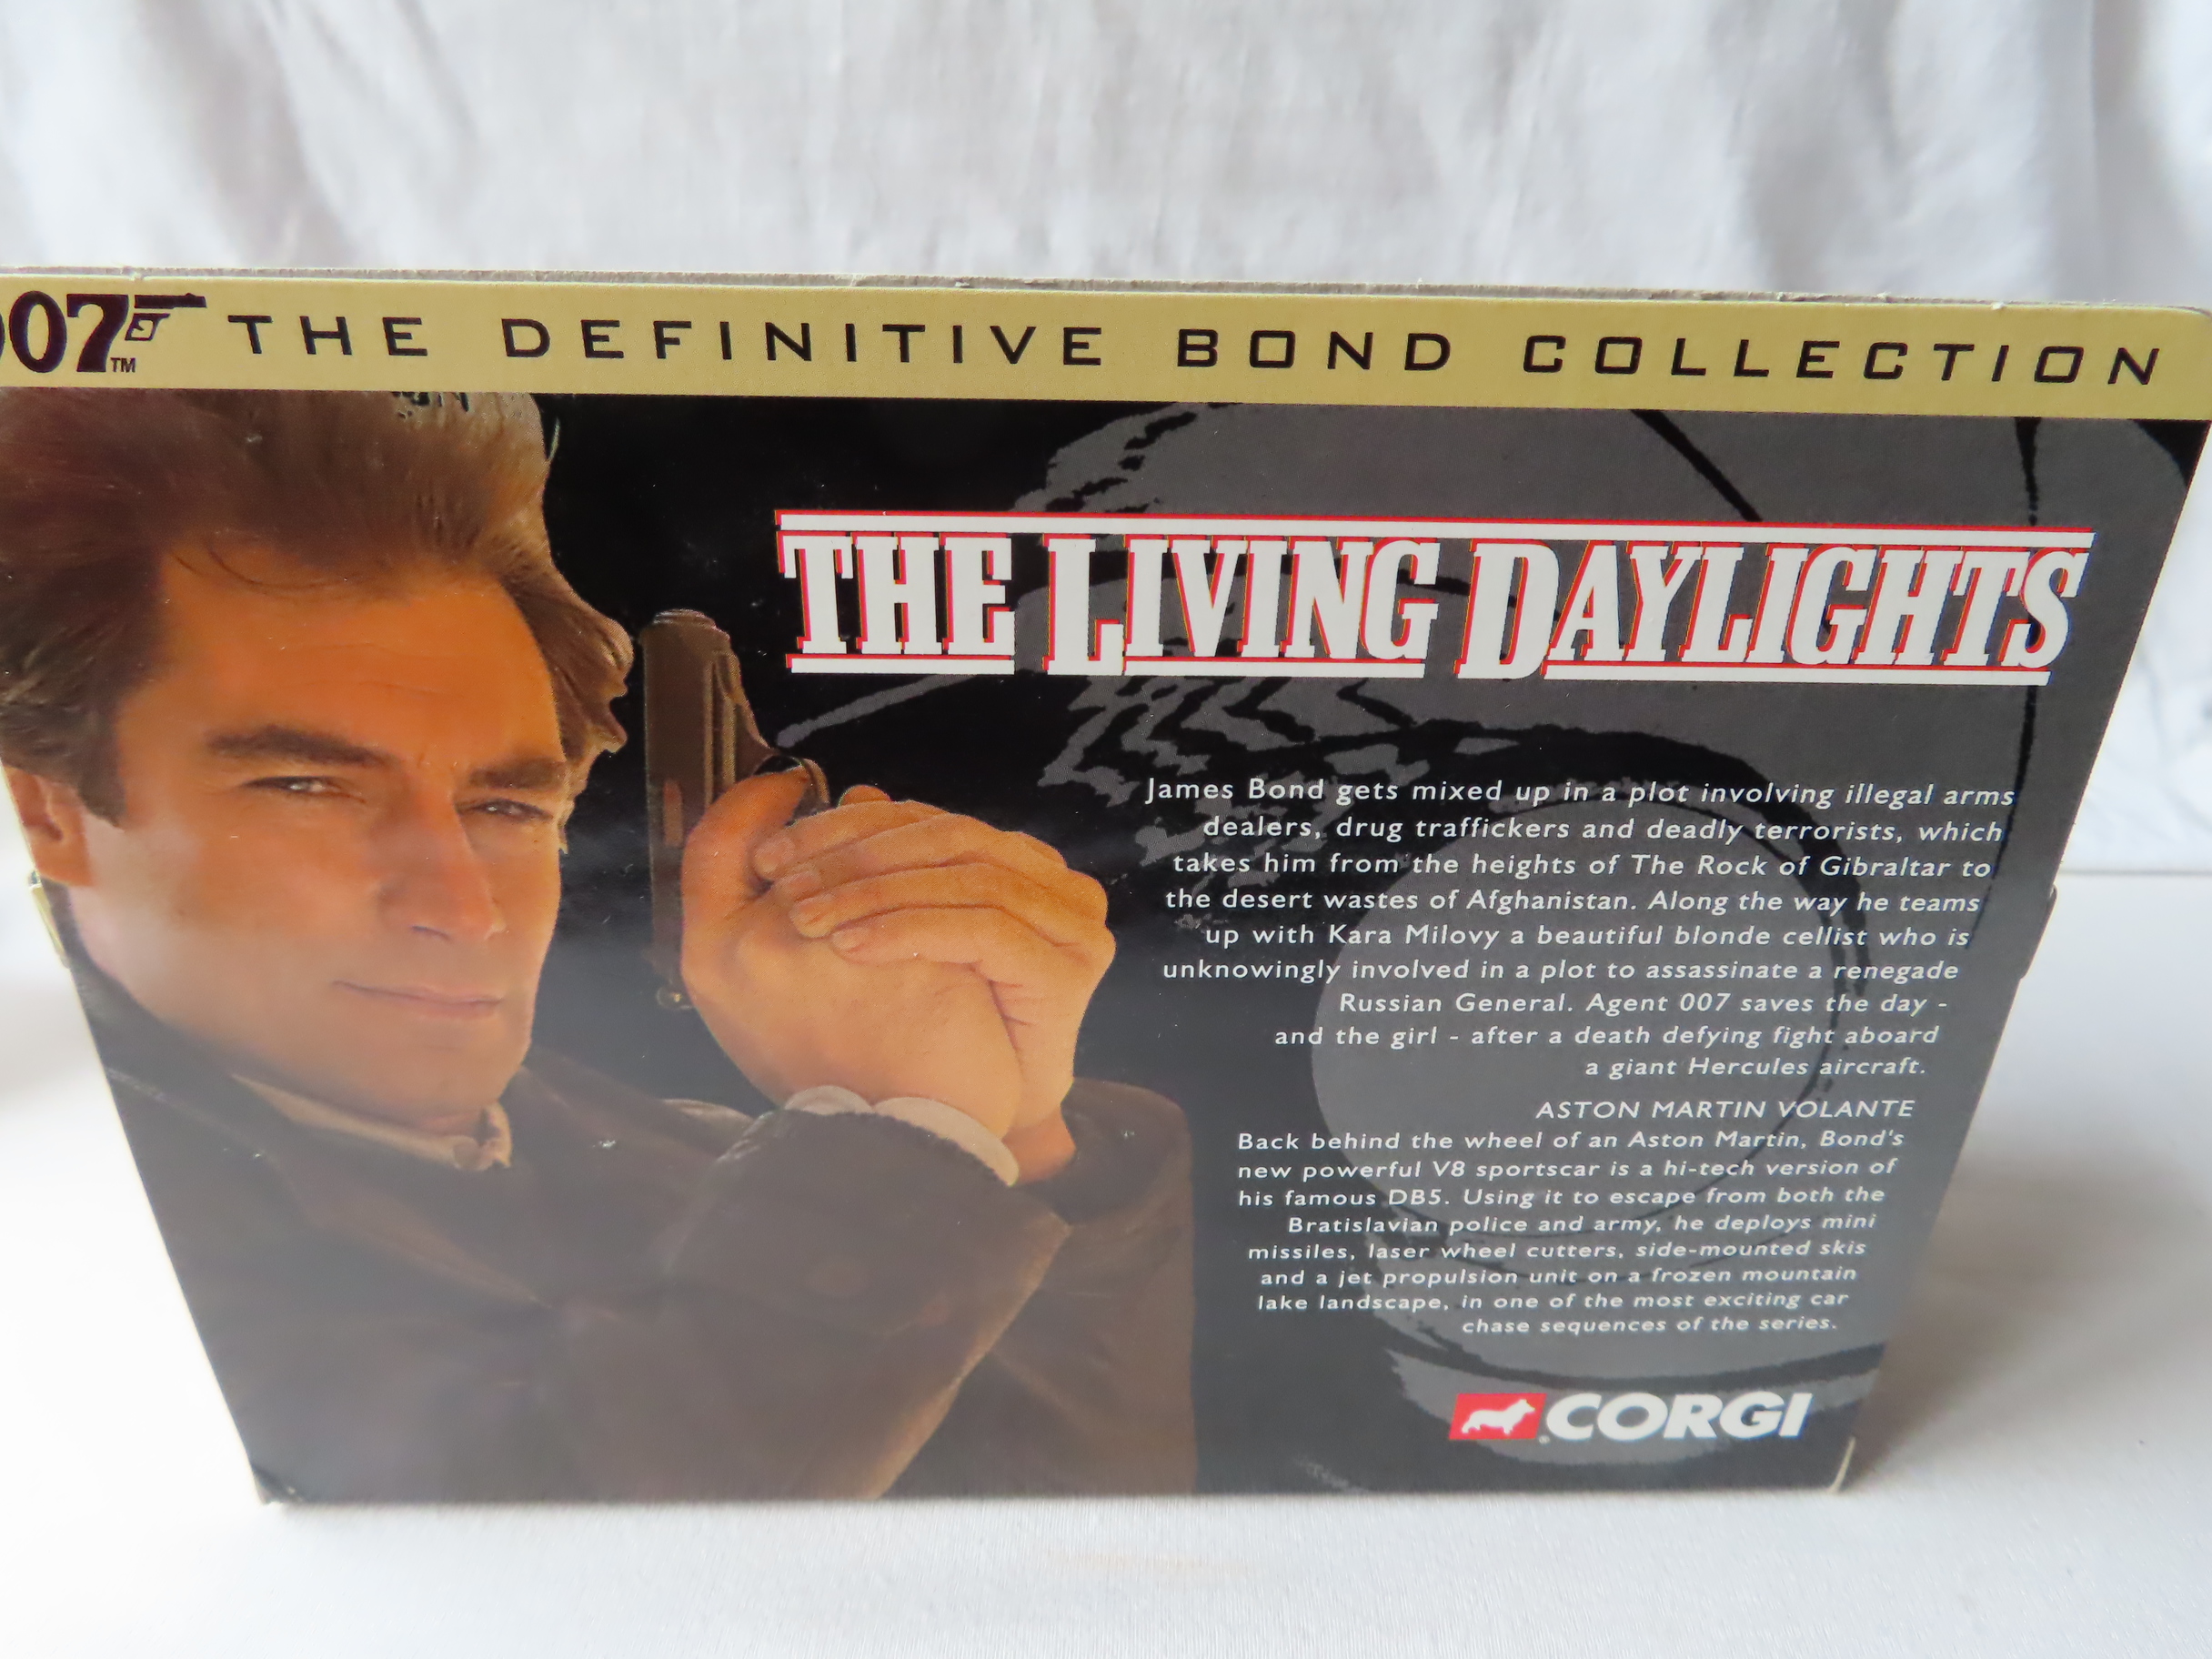 007™ THE DEFINITIVE BOND COLLECTION
THE LIVING DAYLIGHTS
James Bond gets mixed up in a plot involving illegal arms
dealers, drug traffickers and deadly terrorists, which
takes him from the heights of The Rock of Gibraltar to
the desert wastes of Afghanistan. Along the way he teams
up with Kara Milovy a beautiful blonde cellist who is
unknowingly involved in a plot to assassinate a renegade
Russian General. Agent 007 saves the day -
and the girl - after a death defying fight aboard
a giant Hercules aircraft.
ASTON MARTIN VOLANTE
Back behind the wheel of an Aston Martin, Bond's
new powerful V8 sportscar is a hi-tech version of
his famous DB5. Using it to escape from both the
Bratislavian police and army, he deploys mini
missiles, laser wheel cutters, side-mounted skis
and a jet propulsion unit on a frozen mountain
lake landscape, in one of the most exciting car
chase sequences of the series.
CORGI